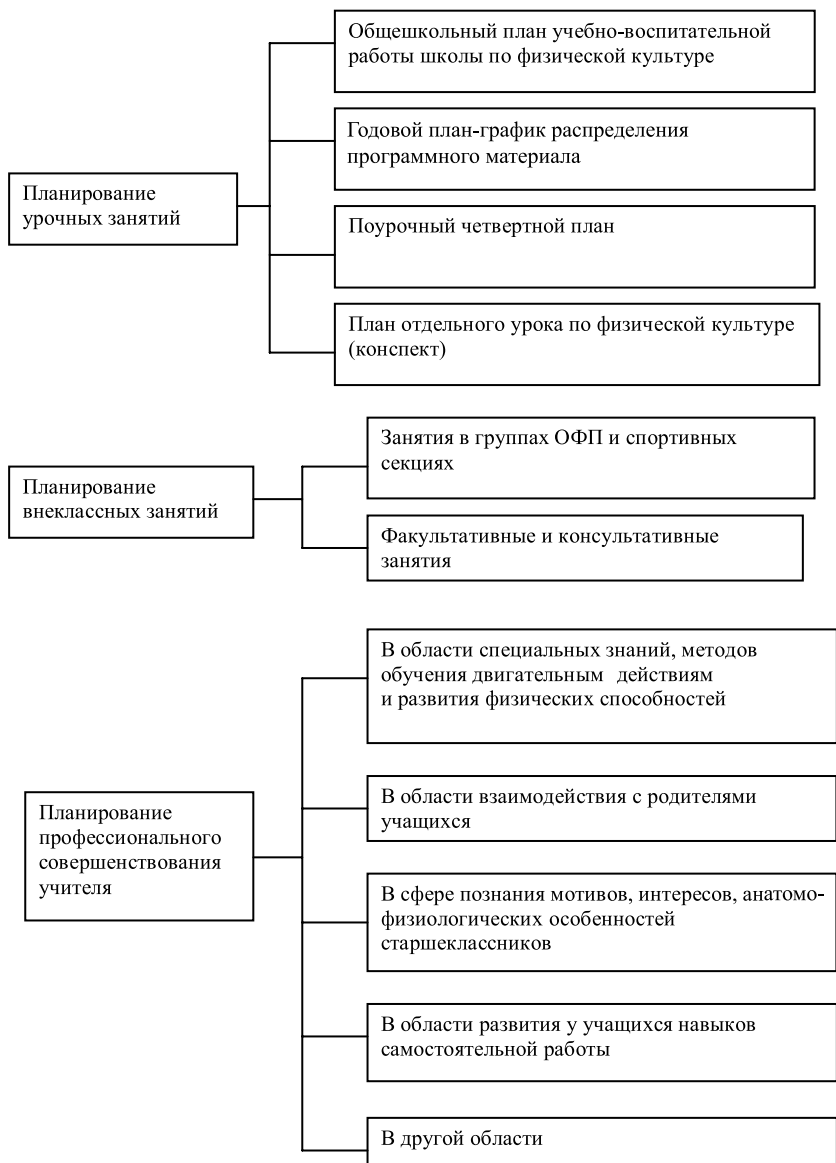 Общешкольный план учебно-воспитательной
работы школы по физической культуре
Годовой план-график распределения
программного материала
Планирование
урочных занятий
Поурочный четвертной план
План отдельного урока по физической культуре
(конспект)
Занятия в группах ОФП и спортивных
секциях
Планирование
внеклассных занятий
Факультативные и консультативные
занятия
В области специальных знаний, методов
обучения двигательным действиям
и развития физических способностей
Планирование
профессионального
совершенствования
учителя
В области взаимодействия с родителями
учащихся
В сфере познания мотивов, интересов, анатомо-
физиологических особенностей
старшеклассников
В области развития у учащихся навыков
самостоятельной работы
В другой области